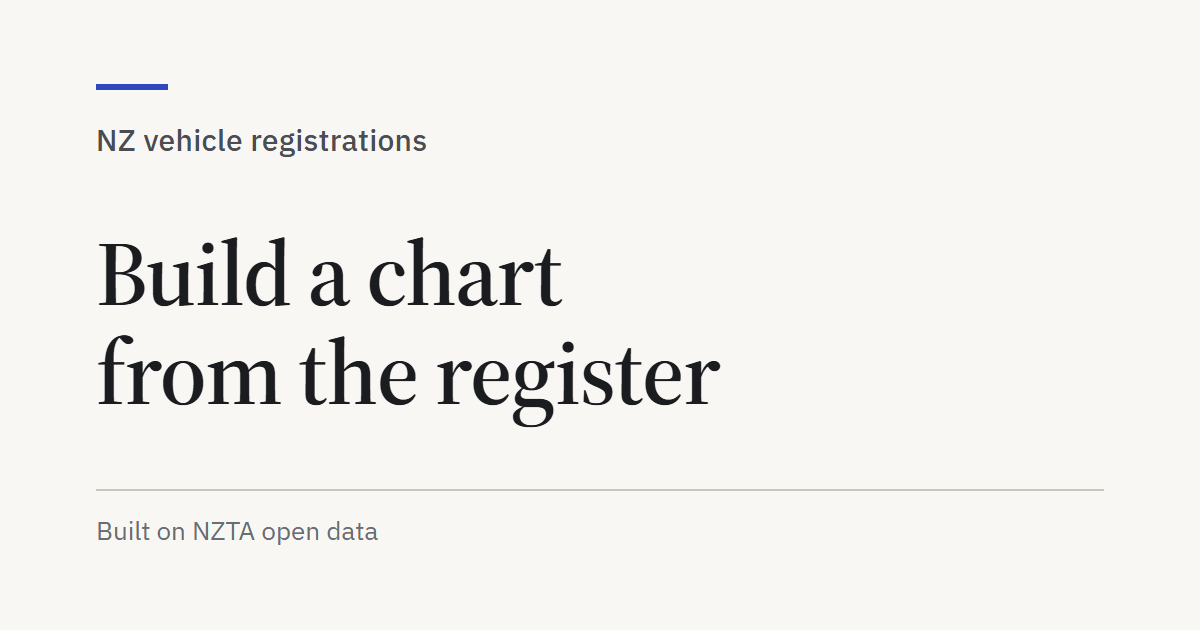 NZ vehicle registrations
Build a chart
from the register
Built on NZTA open data